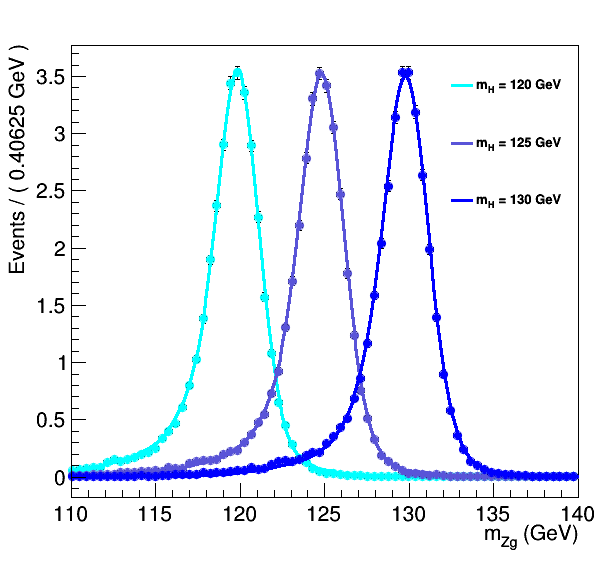 Events / ( 0.40625 GeV )
3.5
3
2.5
2
1.5
1
0.5
0
m_H = 120 GeV
m_H = 125 GeV
m_H = 130 GeV
110 115 120 125 130 135 140
m_Zg (GeV)